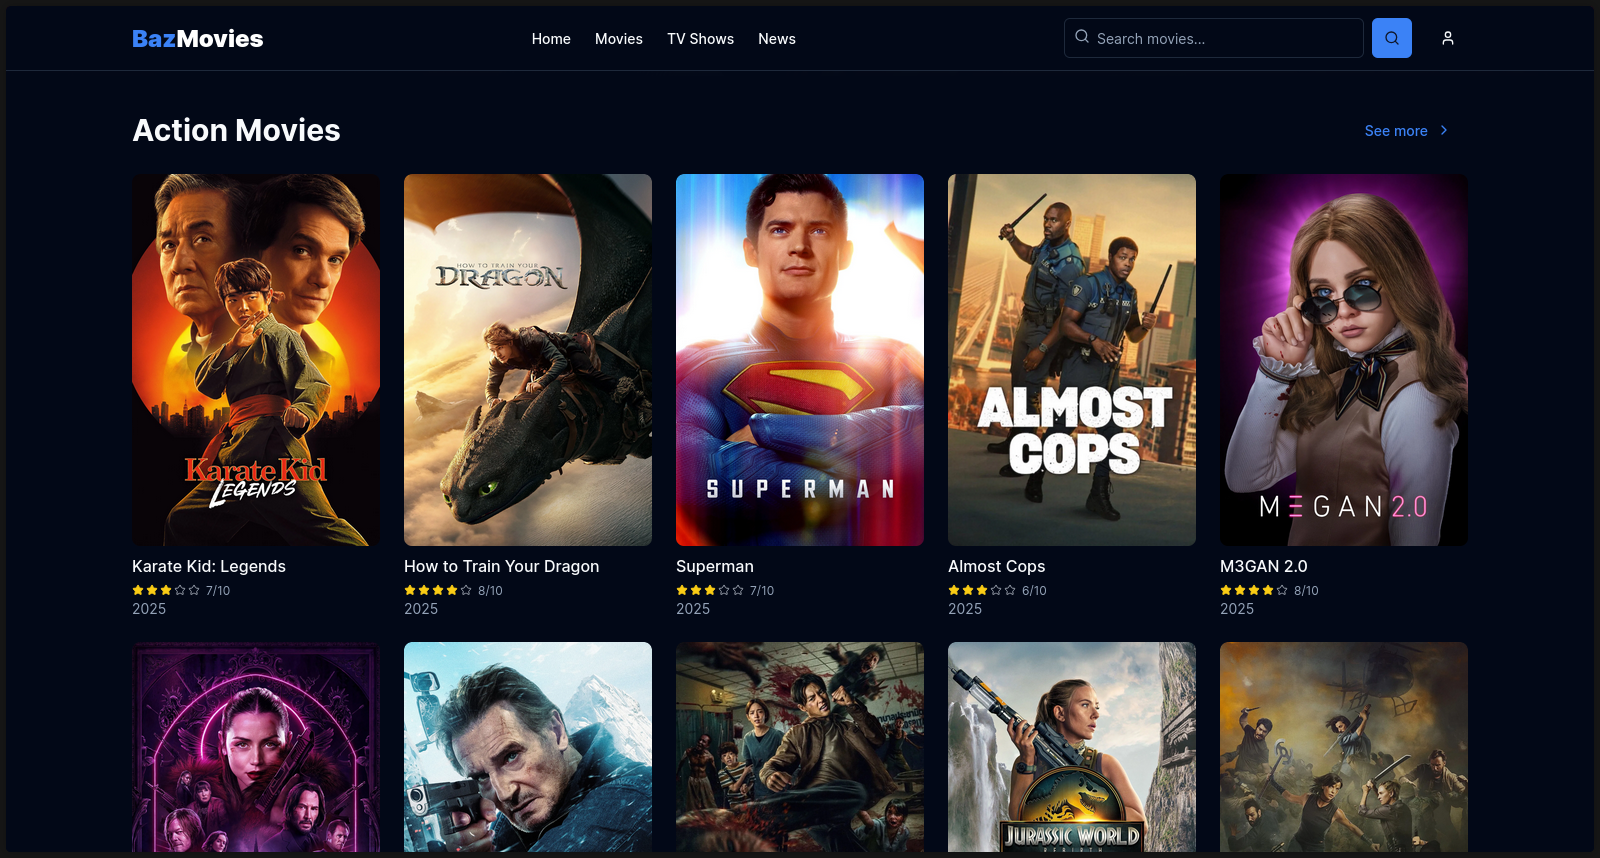 BazMovies
Home
Movies
TV Shows
News
Search movies...
Action Movies
See more
HOW TO TRAIN YOUR
DRAGON
ALMOST
COPS
Karate Kid
LEGENDS
SUPERMAN
M3GAN 2.0
Karate Kid: Legends
7/10
2025
How to Train Your Dragon
8/10
2025
Superman
7/10
2025
Almost Cops
6/10
2025
M3GAN 2.0
8/10
2025
JURASSIC WORLD
REBIRTH